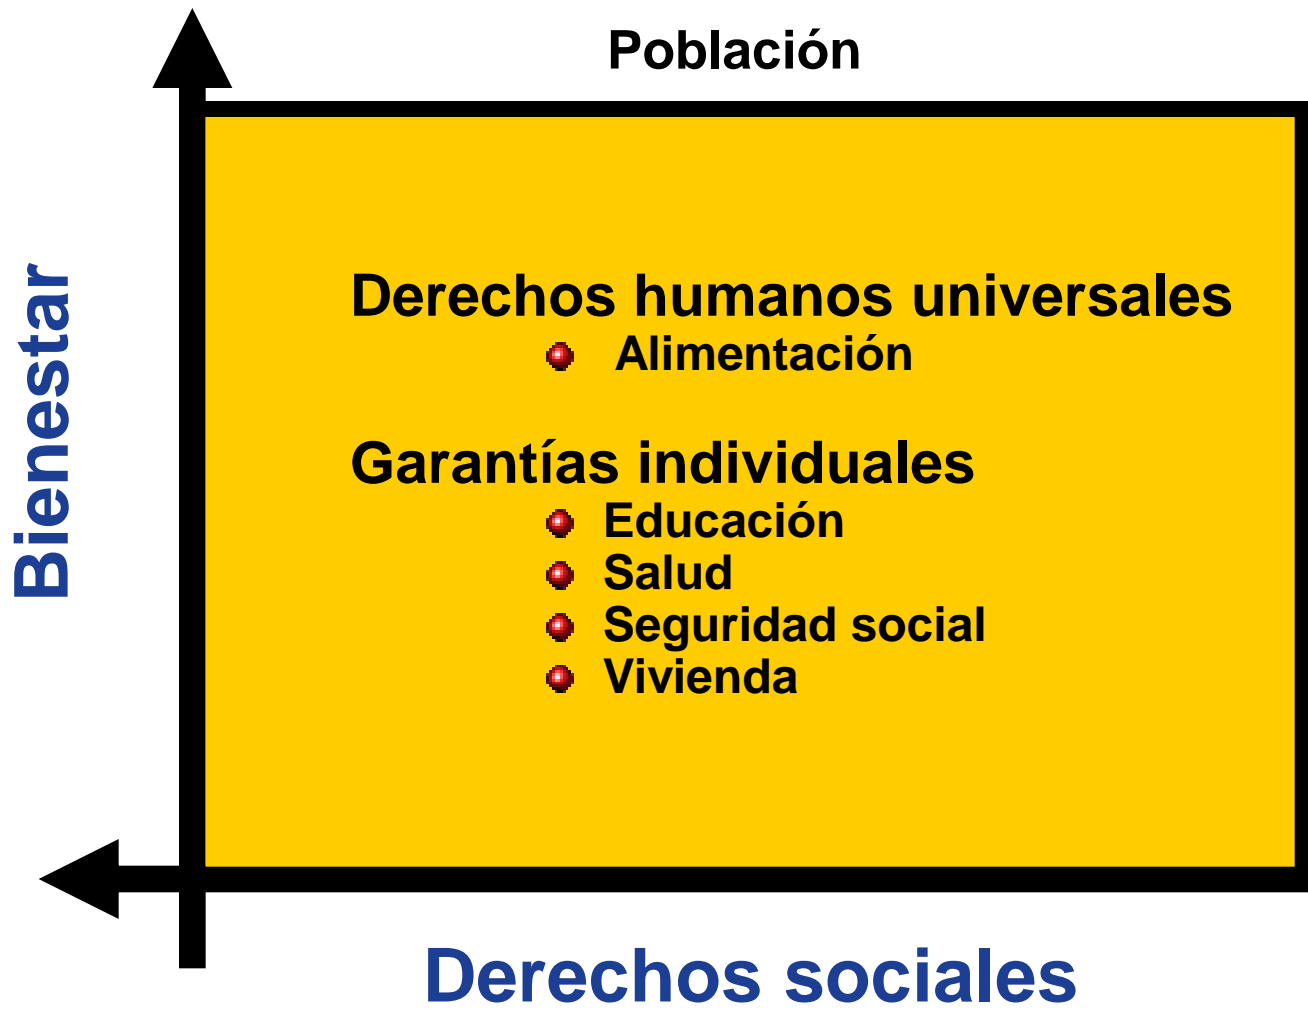 Población
Bienestar
Derechos humanos universales
Alimentación
Garantías individuales
Educación
Salud
Seguridad social
Vivienda
Derechos sociales